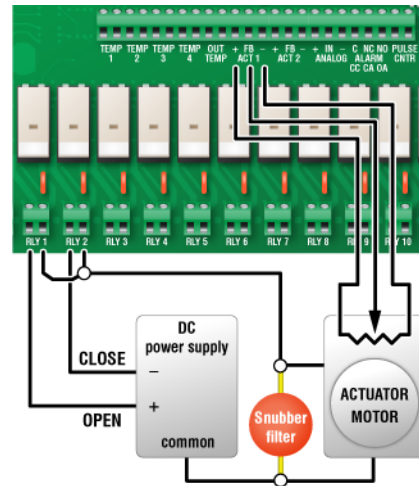 OUT + FB - + FB - + IN - C NC NO PULSE
TEMP TEMP TEMP TEMP TEMP ACT 1 ACT 2 ANALOG ALARM CNTR
1 2 3 4 CC CA OA
RLY 1 RLY 2 RLY 3 RLY 4 RLY 5 RLY 6 RLY 7 RLY 8 RLY 9 RLY 10
DC
power supply
CLOSE −
OPEN +
common
Snubber
filter
ACTUATOR
MOTOR